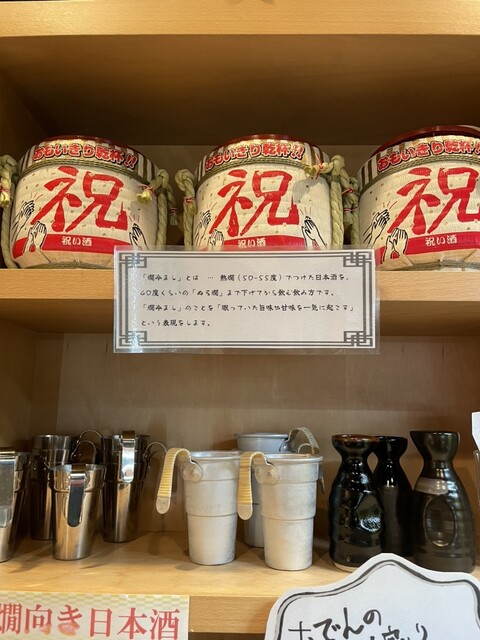 おもいきり乾杯!!
祝
祝い酒
おもいきり乾杯!!
祝
祝い酒
おもいきり乾杯!!
祝
祝い酒
「燗冷まし」とは … 熱燗(50-55度)でつけた日本酒を、
40度くらいの「ぬる燗」まで下げてから飲む飲み方です。
「燗冷まし」のことを「眠っていた旨味や甘味を一気に起こす」
という表現をします。
燗向き日本酒
おでんの